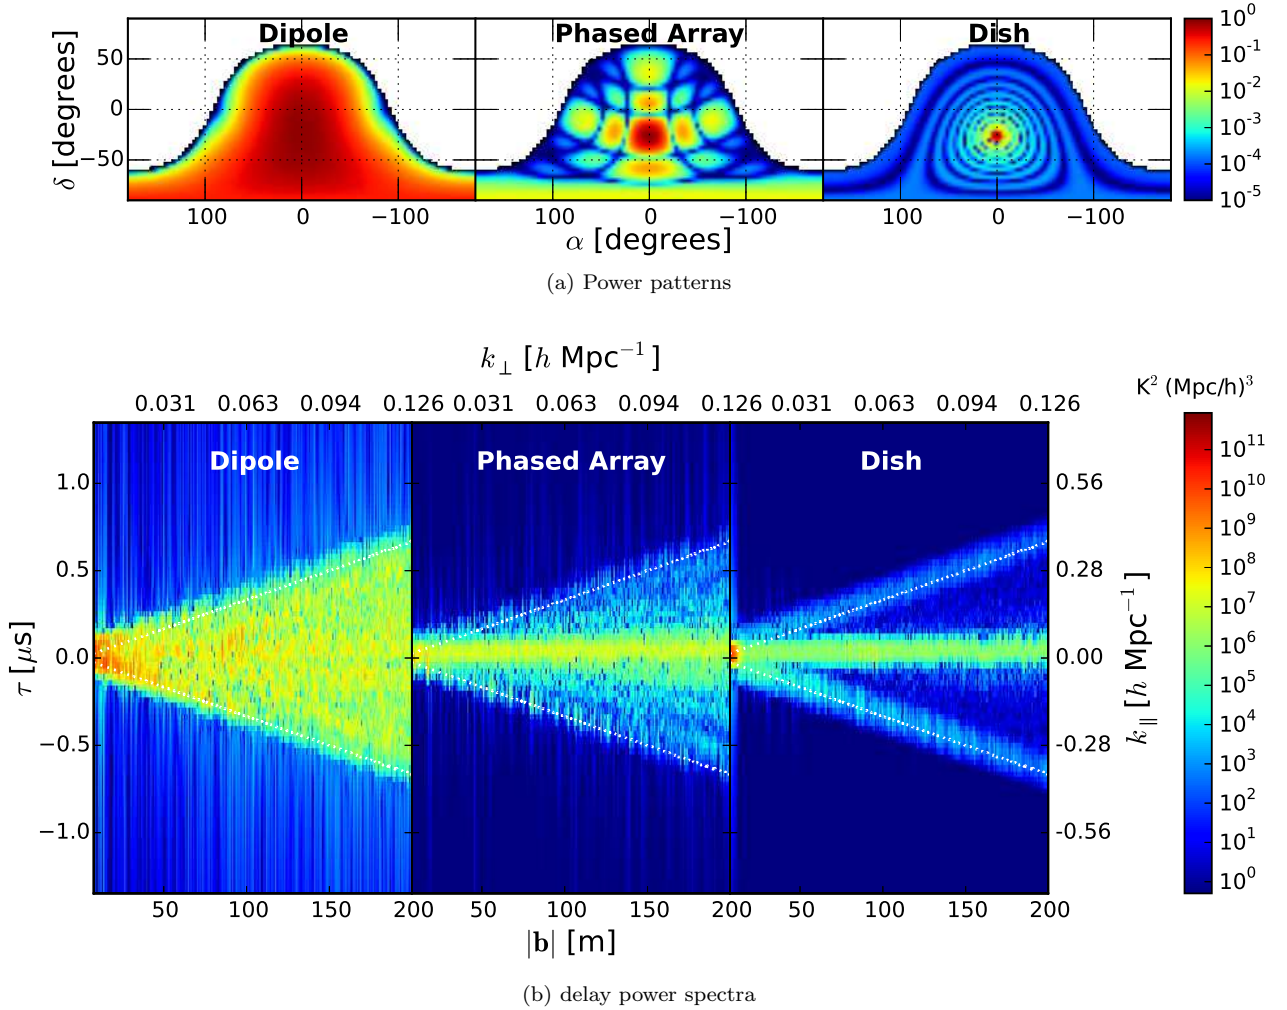 Dipole Phased Array Dish
δ [degrees]
50
0
−50
100 0 −100 100 0 −100 100 0 −100
α [degrees]
10^0
10^-1
10^-2
10^-3
10^-4
10^-5
(a) Power patterns
k⊥ [h Mpc^−1]
0.031 0.063 0.094 0.126 0.031 0.063 0.094 0.126 0.031 0.063 0.094 0.126
K^2 (Mpc/h)^3
Dipole Phased Array Dish
τ [μs]
1.0
0.5
0.0
−0.5
−1.0
0.56
0.28
0.00
-0.28
-0.56
k∥ [h Mpc^−1]
10^11
10^10
10^9
10^8
10^7
10^6
10^5
10^4
10^3
10^2
10^1
10^0
50 100 150 200 50 100 150 200 50 100 150 200
|b| [m]
(b) delay power spectra